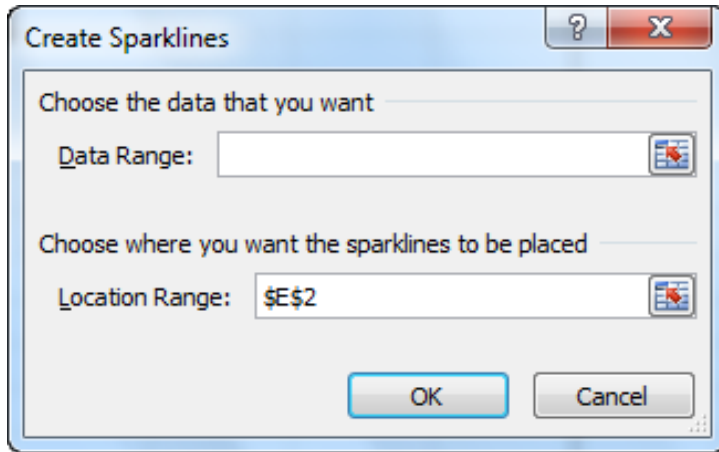 Create Sparklines
Choose the data that you want
Data Range:
Choose where you want the sparklines to be placed
Location Range: $E$2
OK Cancel